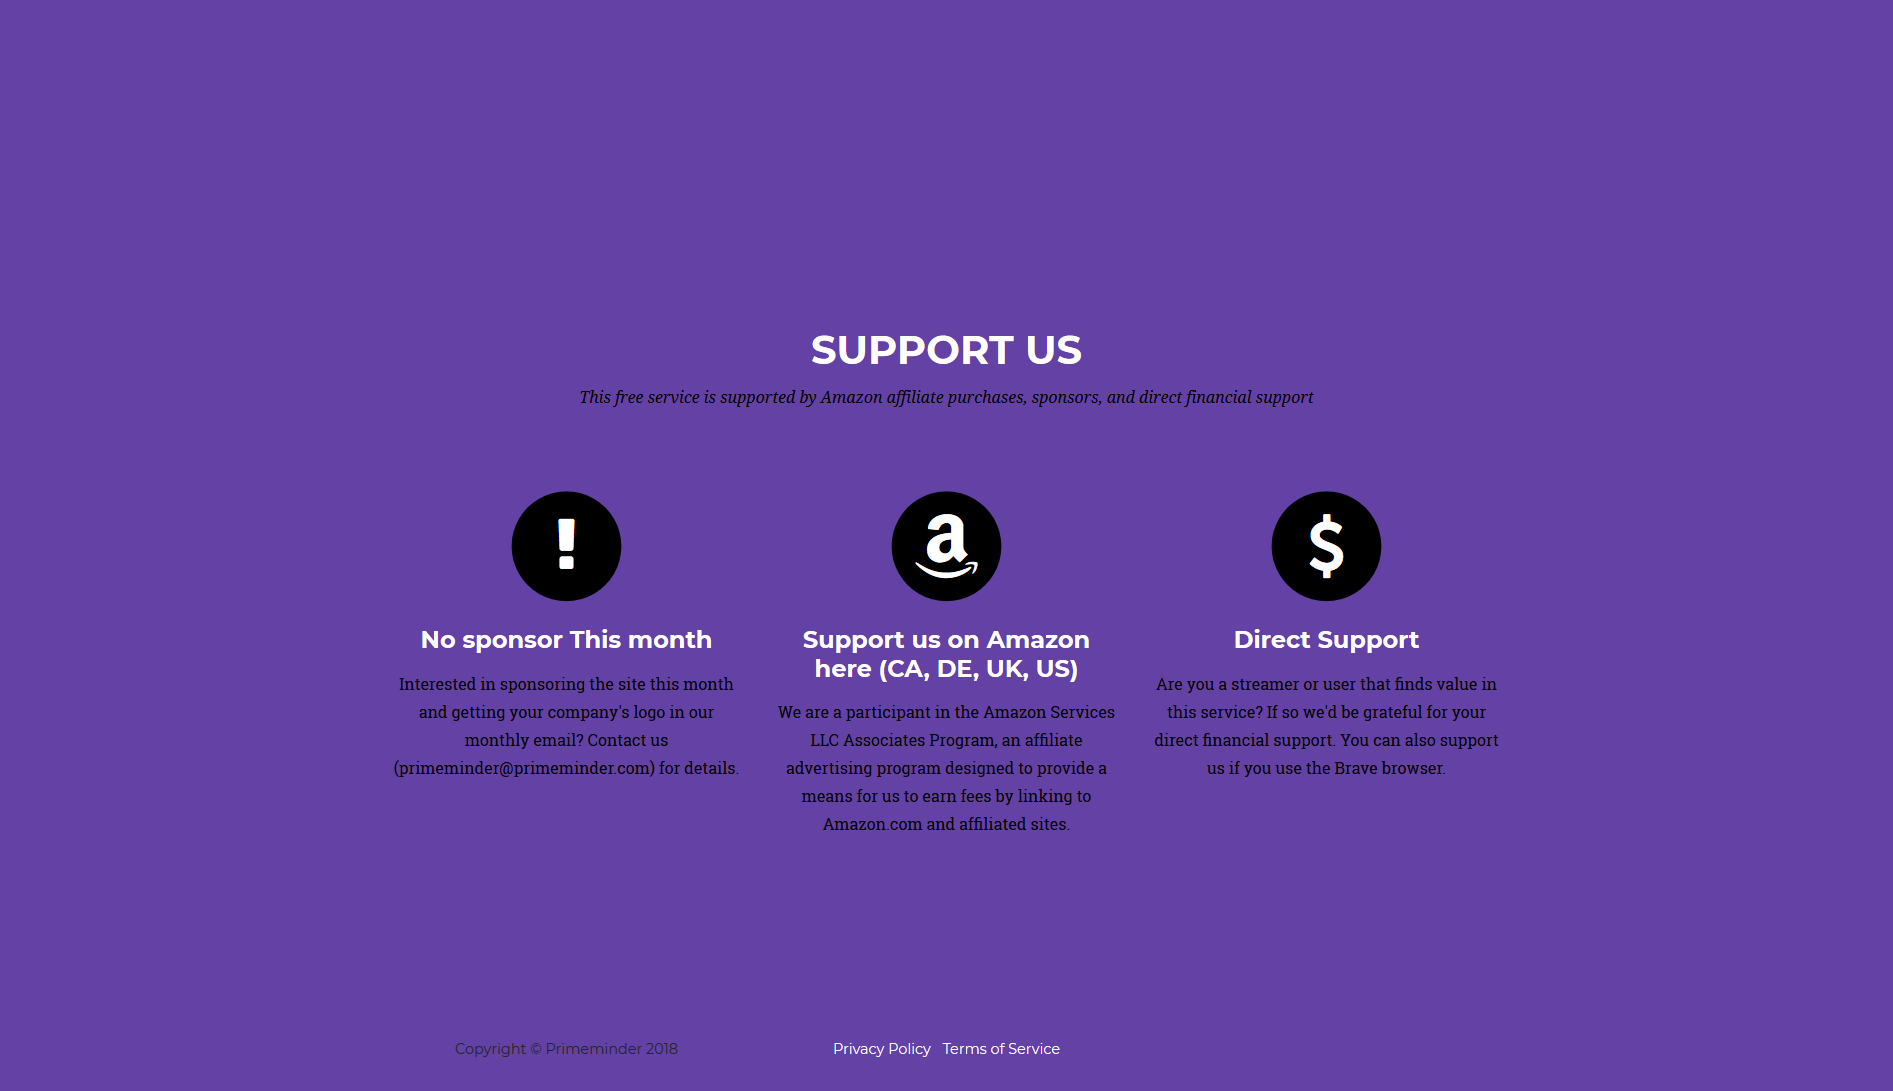 SUPPORT US
This free service is supported by Amazon affiliate purchases, sponsors, and direct financial support
No sponsor This month
Interested in sponsoring the site this month
and getting your company's logo in our
monthly email? Contact us
(primeminder@primeminder.com) for details.
Support us on Amazon
here (CA, DE, UK, US)
We are a participant in the Amazon Services
LLC Associates Program, an affiliate
advertising program designed to provide a
means for us to earn fees by linking to
Amazon.com and affiliated sites.
Direct Support
Are you a streamer or user that finds value in
this service? If so we'd be grateful for your
direct financial support. You can also support
us if you use the Brave browser.
Copyright © Primeminder 2018
Privacy Policy Terms of Service